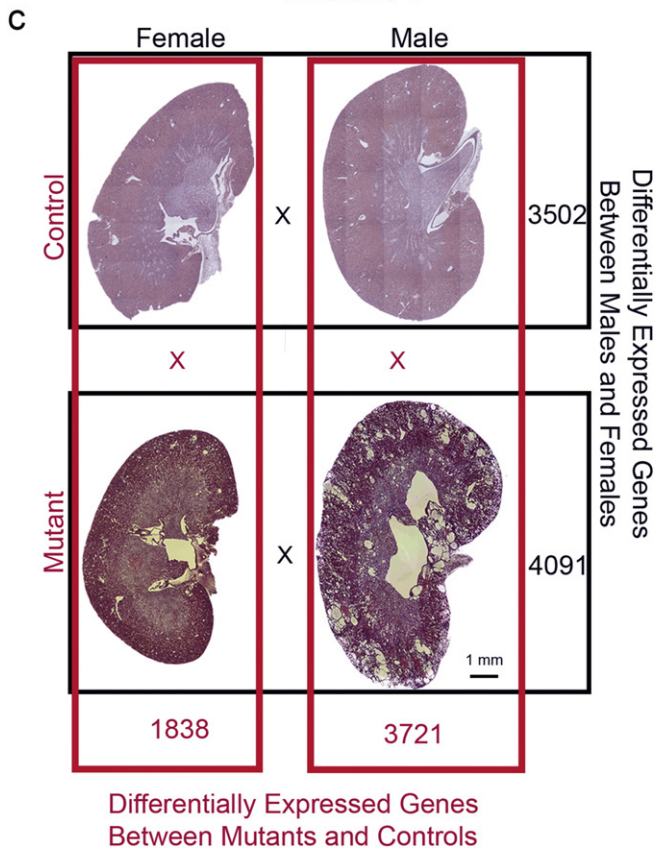 C
Female
Male
Control
X
3502
X
X
Differentially Expressed Genes
Between Males and Females
Mutant
X
4091
1 mm
1838
3721
Differentially Expressed Genes
Between Mutants and Controls